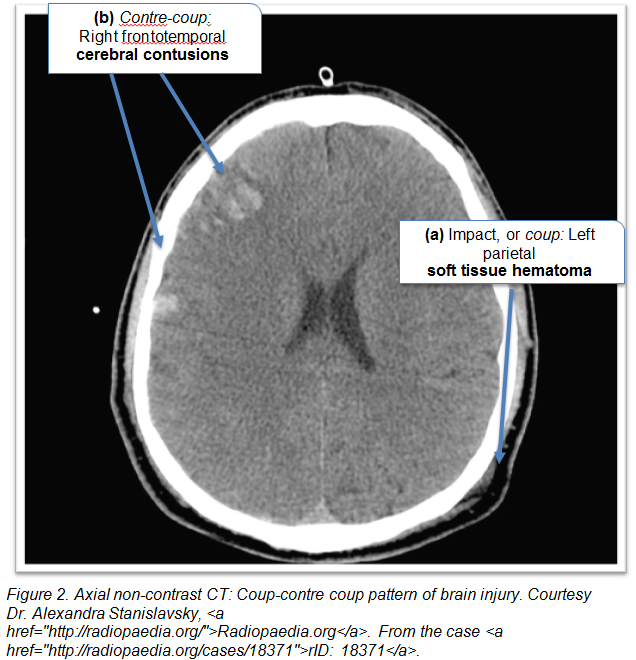 (b) Contre-coup:
Right frontotemporal
cerebral contusions
(a) Impact, or coup: Left
parietal
soft tissue hematoma
Figure 2. Axial non-contrast CT: Coup-contre coup pattern of brain injury. Courtesy
Dr. Alexandra Stanislavsky, <a
href="http://radiopaedia.org/">Radiopaedia.org</a>. From the case <a
href="http://radiopaedia.org/cases/18371">rID: 18371</a>.